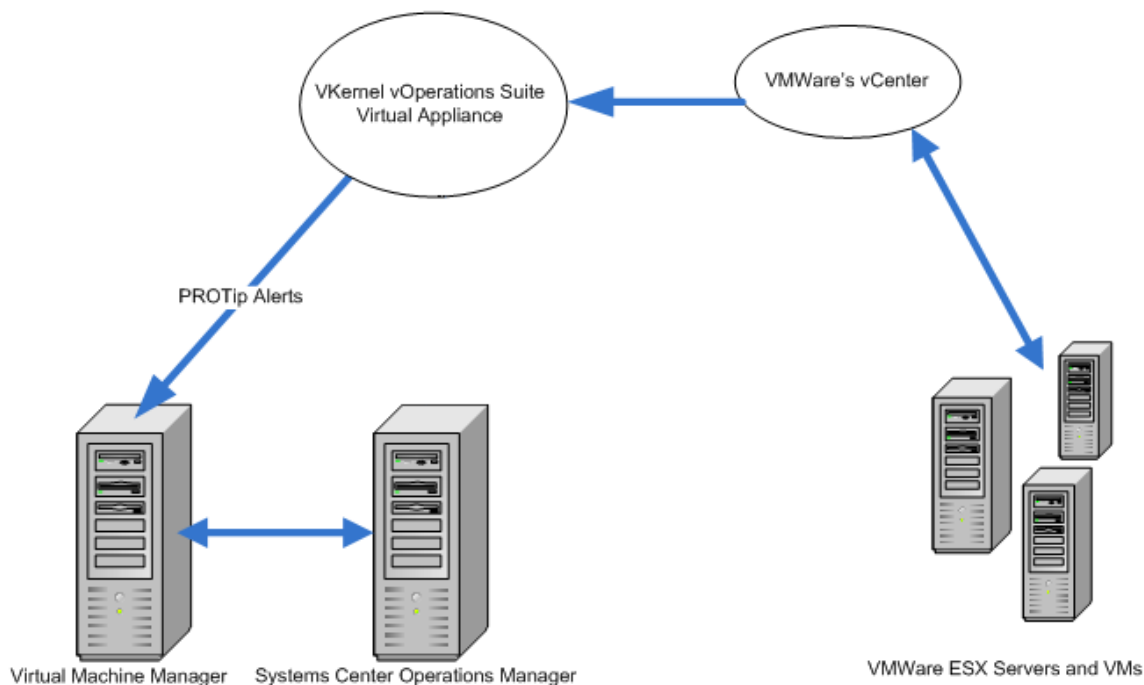 VKernel vOperations Suite
Virtual Appliance
VMWare's vCenter
PROTip Alerts
Virtual Machine Manager
Systems Center Operations Manager
VMWare ESX Servers and VMs